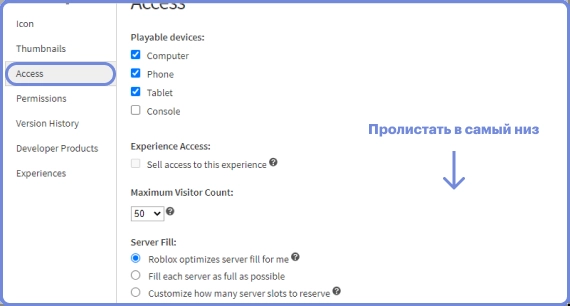 Access
Icon
Thumbnails
Access
Permissions
Version History
Developer Products
Experiences
Playable devices:
Computer
Phone
Tablet
Console
Experience Access:
Sell access to this experience ?
Maximum Visitor Count:
50 ?
Server Fill:
Roblox optimizes server fill for me ?
Fill each server as full as possible
Customize how many server slots to reserve ?
Пролистать в самый низ